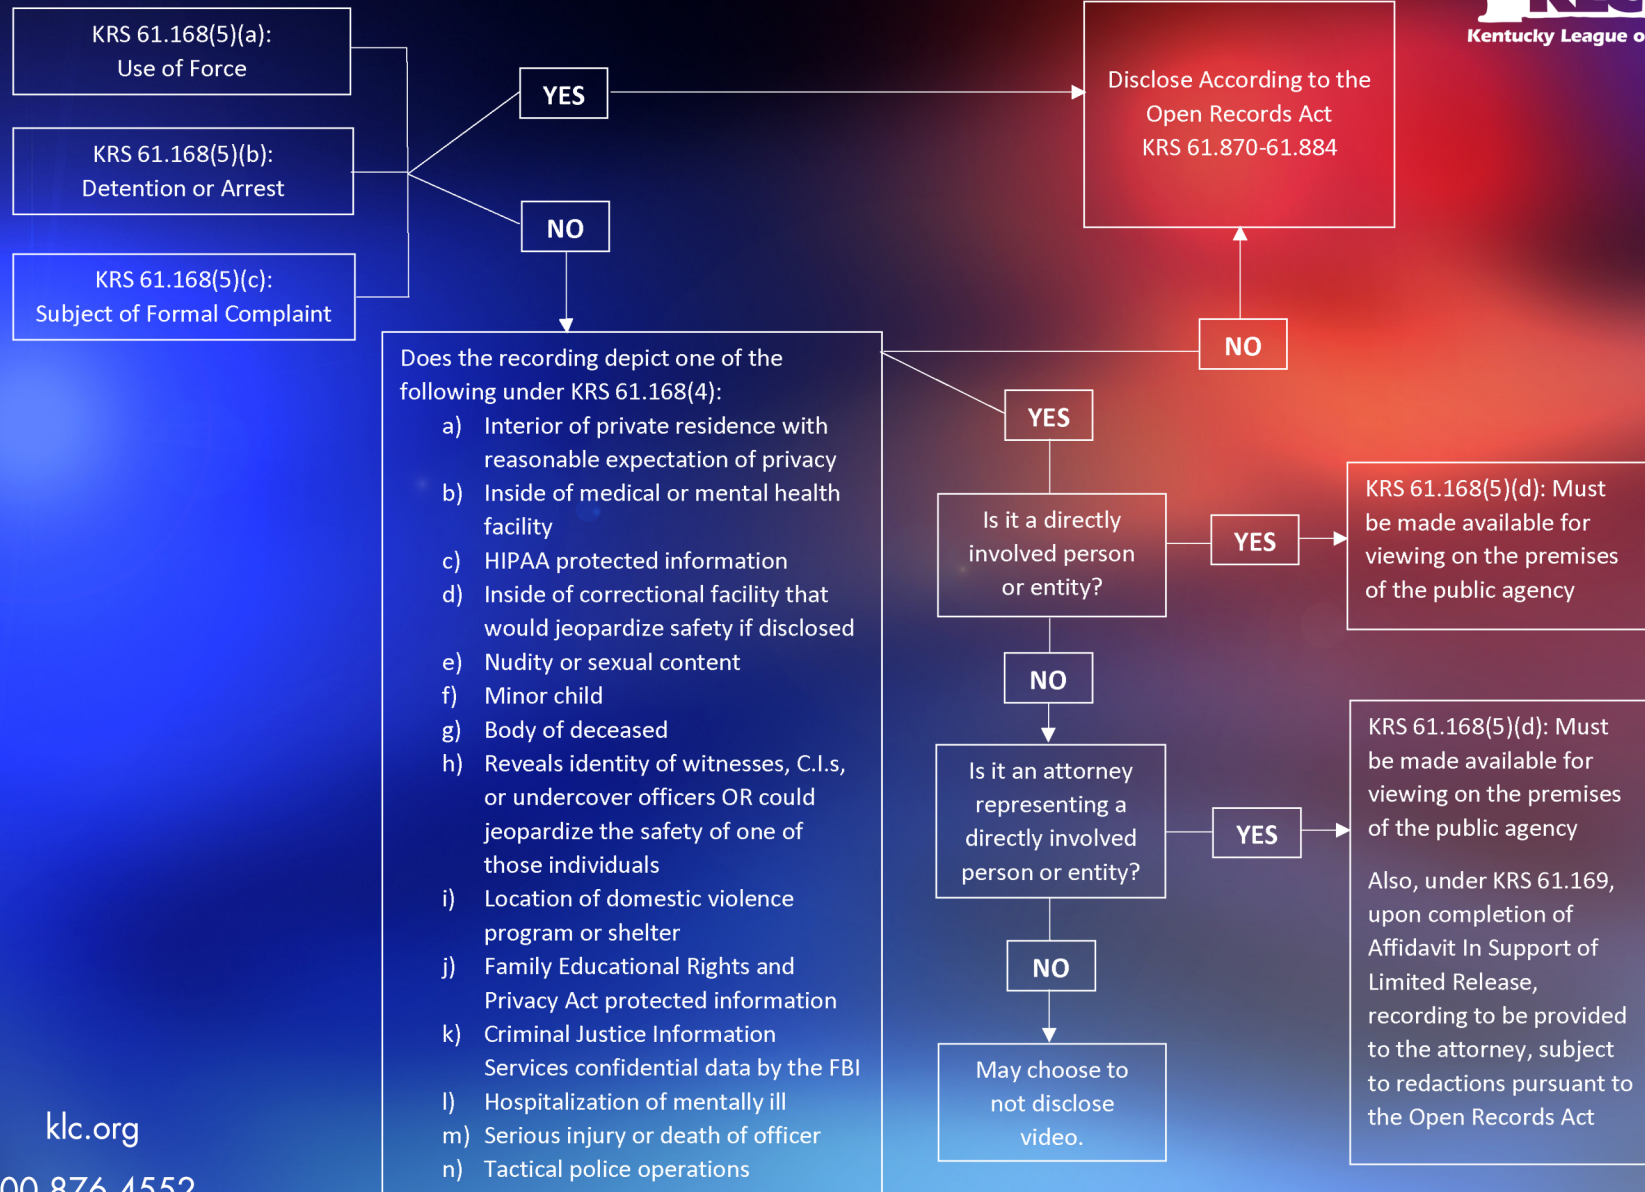 KRS 61.168(5)(a):
Use of Force
KRS 61.168(5)(b):
Detention or Arrest
KRS 61.168(5)(c):
Subject of Formal Complaint
YES
NO
Disclose According to the
Open Records Act
KRS 61.870-61.884
Kentucky League o
NO
YES
Does the recording depict one of the
following under KRS 61.168(4):
a) Interior of private residence with
reasonable expectation of privacy
b) Inside of medical or mental health
facility
c) HIPAA protected information
d) Inside of correctional facility that
would jeopardize safety if disclosed
e) Nudity or sexual content
f) Minor child
g) Body of deceased
h) Reveals identity of witnesses, C.I.s,
or undercover officers OR could
jeopardize the safety of one of
those individuals
i) Location of domestic violence
program or shelter
j) Family Educational Rights and
Privacy Act protected information
k) Criminal Justice Information
Services confidential data by the FBI
l) Hospitalization of mentally ill
m) Serious injury or death of officer
n) Tactical police operations
Is it a directly
involved person
or entity?
YES
KRS 61.168(5)(d): Must
be made available for
viewing on the premises
of the public agency
NO
Is it an attorney
representing a
directly involved
person or entity?
YES
KRS 61.168(5)(d): Must
be made available for
viewing on the premises
of the public agency
Also, under KRS 61.169,
upon completion of
Affidavit In Support of
Limited Release,
recording to be provided
to the attorney, subject
to redactions pursuant to
the Open Records Act
NO
May choose to
not disclose
video.
klc.org
00.876.4552